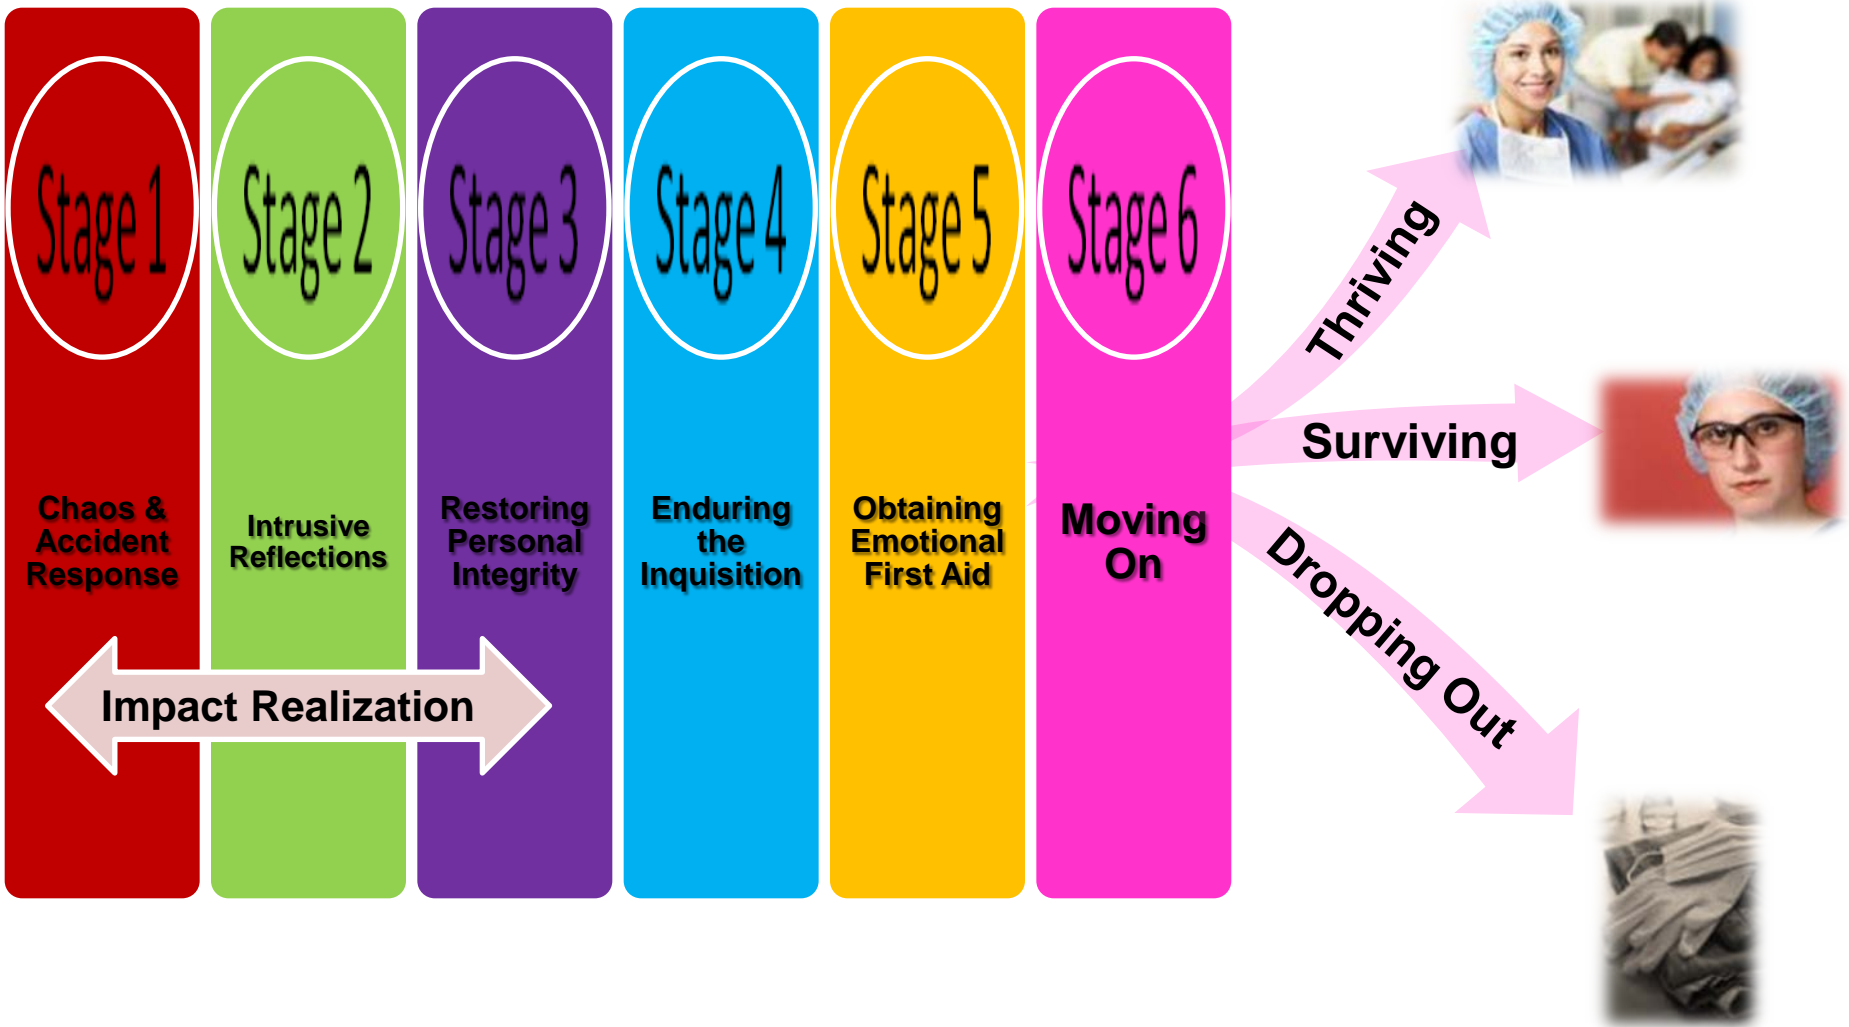 Stage 1
Stage 2
Stage 3
Stage 4
Stage 5
Stage 6
Chaos &
Accident
Response
Intrusive
Reflections
Restoring
Personal
Integrity
Enduring
the
Inquisition
Obtaining
Emotional
First Aid
Moving
On
Impact Realization
Thriving
Surviving
Dropping Out